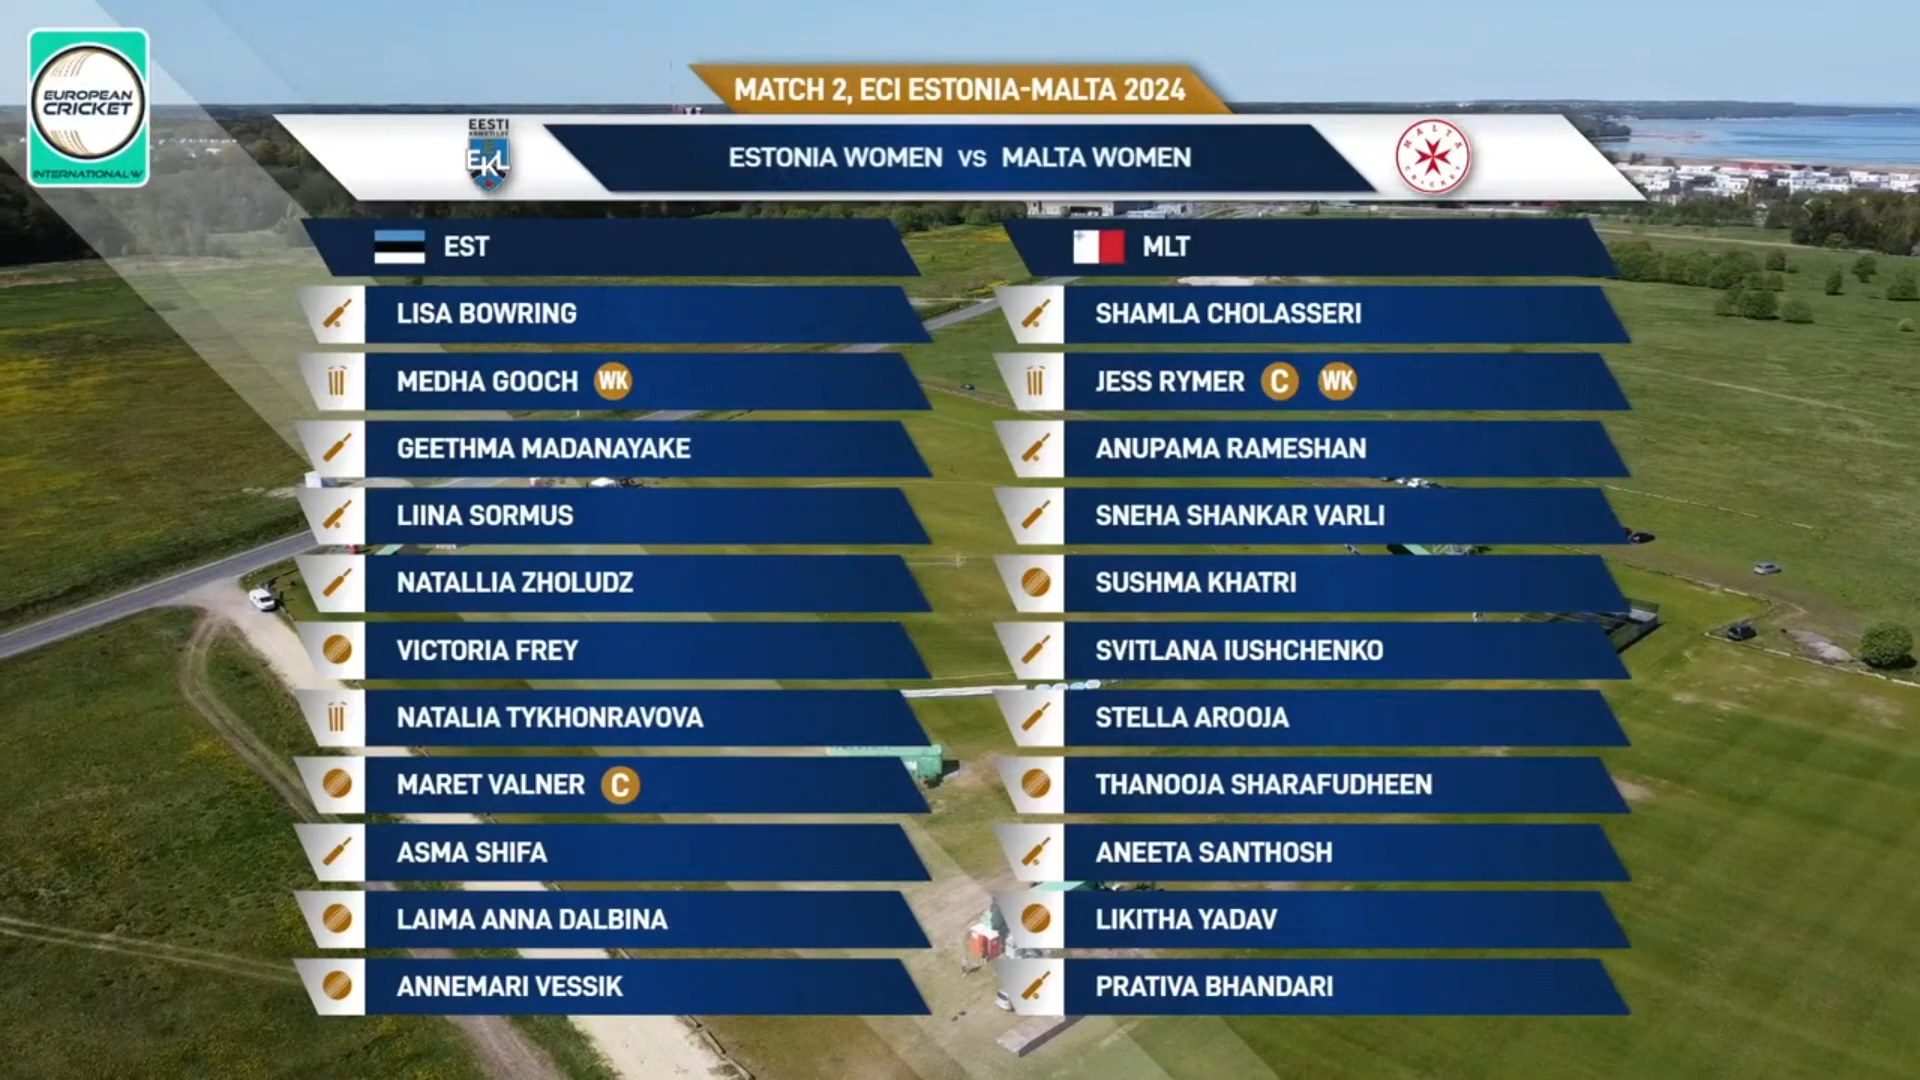 EUROPEAN
CRICKET
INTERNATIONAL-W
MATCH 2, ECI ESTONIA-MALTA 2024
EESTI
EKL
ESTONIA WOMEN VS MALTA WOMEN
MALTA
CRICKET
EST
LISA BOWRING
MEDHA GOOCH WK
GEETHMA MADANAYAKE
LIINA SORMUS
NATALLIA ZHOLUDZ
VICTORIA FREY
NATALIA TYKHONRAVOVA
MARET VALNER C
ASMA SHIFA
LAIMA ANNA DALBINA
ANNEMARI VESSIK
MLT
SHAMLA CHOLASSERI
JESS RYMER C WK
ANUPAMA RAMESHAN
SNEHA SHANKAR VARLI
SUSHMA KHATRI
SVITLANA IUSHCHENKO
STELLA AROOJA
THANOOJA SHARAFUDHEEN
ANEETA SANTHOSH
LIKITHA YADAV
PRATIVA BHANDARI